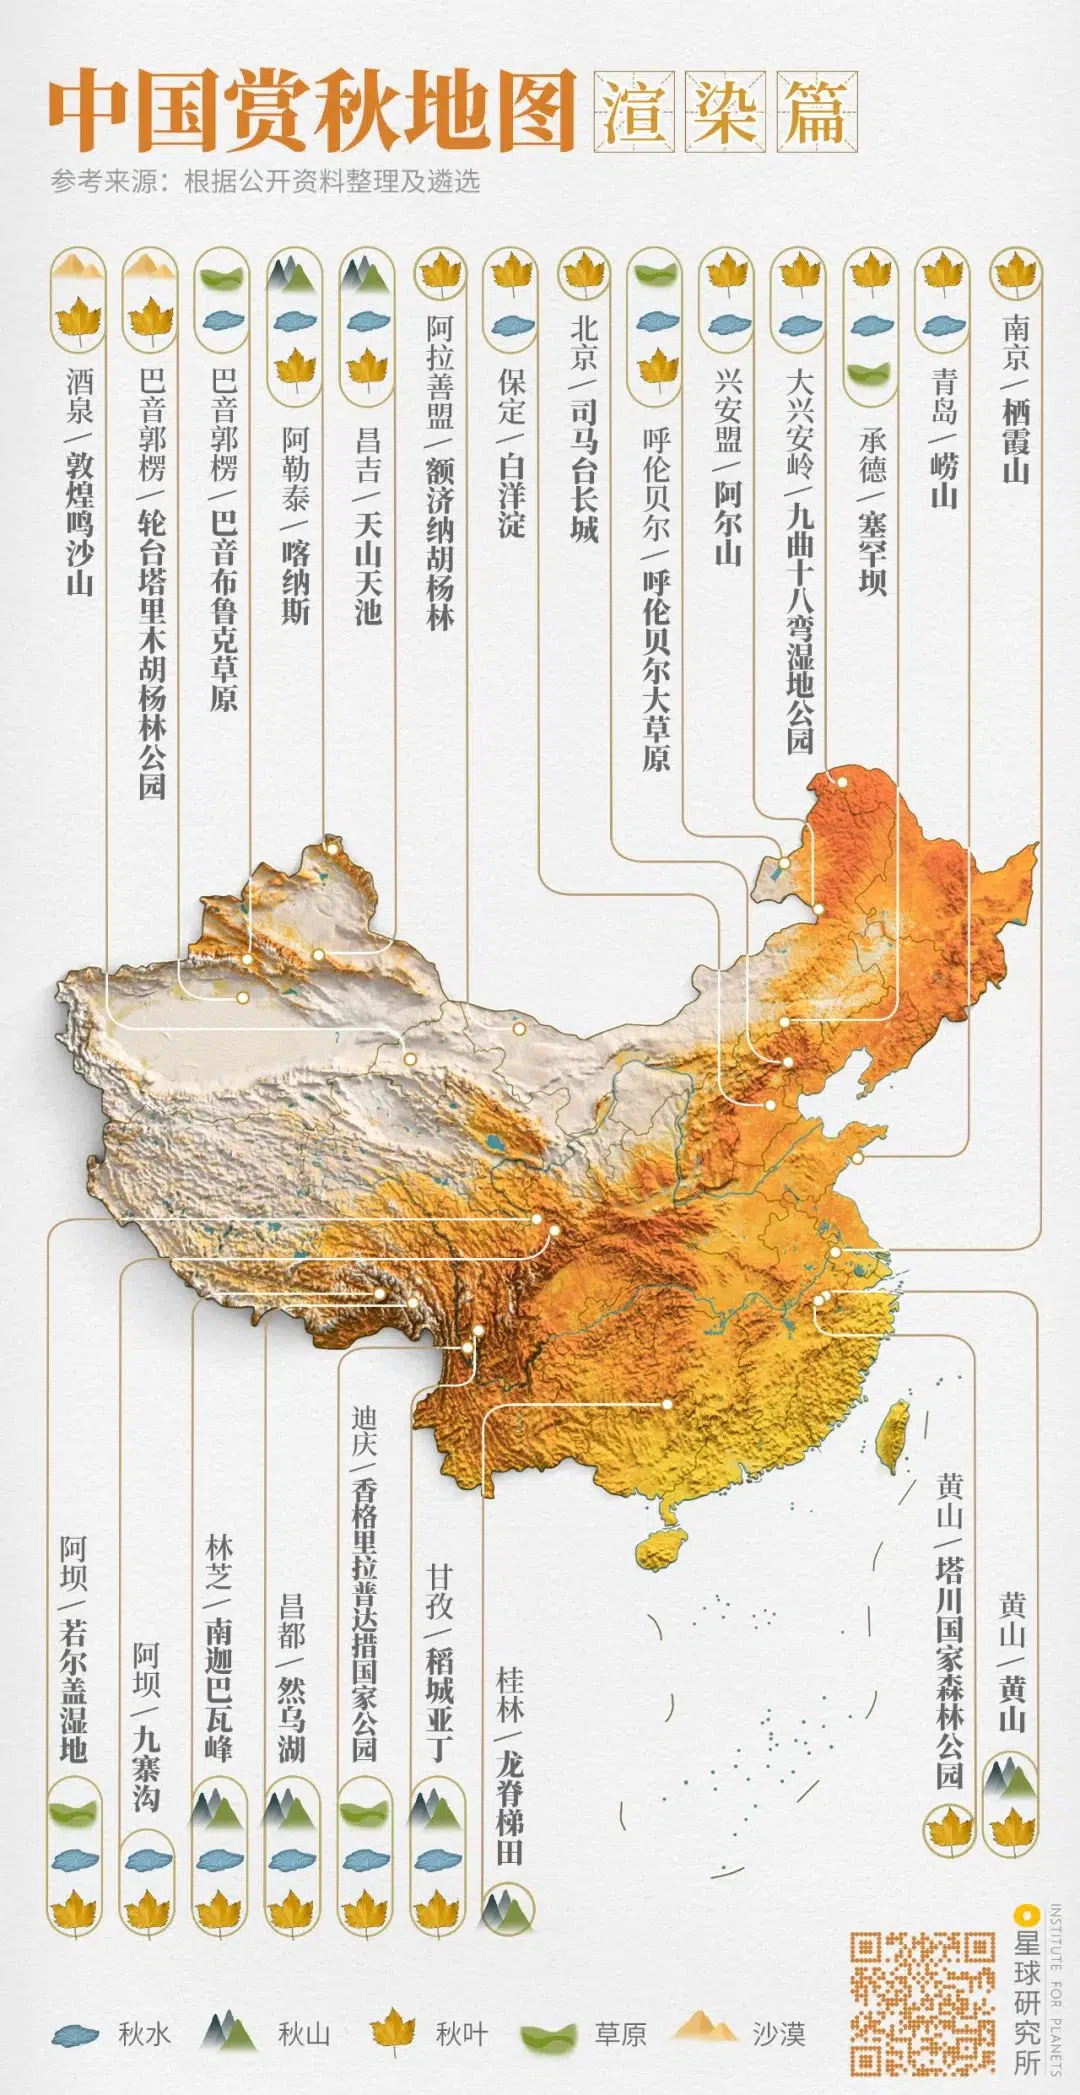 中国赏秋地图 渲染篇
参考来源：根据公开资料整理及遴选
酒泉/敦煌鸣沙山
巴音郭楞/轮台塔里木胡杨林公园
巴音郭楞/巴音布鲁克草原
阿勒泰/喀纳斯
昌吉/天山天池
阿拉善盟/额济纳胡杨林
保定/白洋淀
北京/司马台长城
呼伦贝尔/呼伦贝尔大草原
兴安盟/阿尔山
大兴安岭/九曲十八弯湿地公园
承德/塞罕坝
青岛/崂山
南京/栖霞山
阿坝/若尔盖湿地
阿坝/九寨沟
林芝/南迦巴瓦峰
昌都/然乌湖
迪庆/香格里拉普达措国家公园
甘孜/稻城亚丁
桂林/龙脊梯田
黄山/塔川国家森林公园
黄山/黄山
秋水
秋山
秋叶
草原
沙漠
星球研究所
INSTITUTE FOR PLANETS